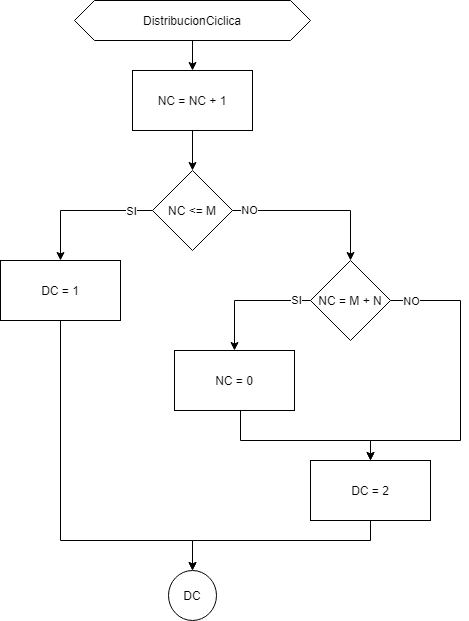 DistribucionCiclica
NC = NC + 1
NC <= M
SI
NO
DC = 1
NC = M + N
SI
NO
NC = 0
DC = 2
DC